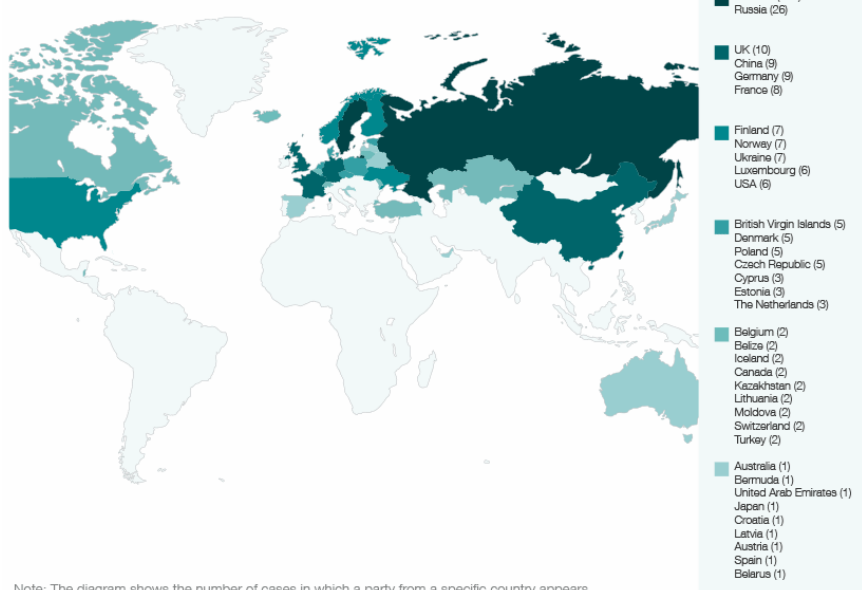 Russia (26)
UK (10)
China (9)
Germany (9)
France (8)
Finland (7)
Norway (7)
Ukraine (7)
Luxembourg (6)
USA (6)
British Virgin Islands (5)
Denmark (5)
Poland (5)
Czech Republic (5)
Cyprus (3)
Estonia (3)
The Netherlands (3)
Belgium (2)
Belize (2)
Iceland (2)
Canada (2)
Kazakhstan (2)
Lithuania (2)
Moldova (2)
Switzerland (2)
Turkey (2)
Australia (1)
Bermuda (1)
United Arab Emirates (1)
Japan (1)
Croatia (1)
Latvia (1)
Austria (1)
Spain (1)
Belarus (1)
Note: The diagram shows the number of cases in which a party from a specific country appears